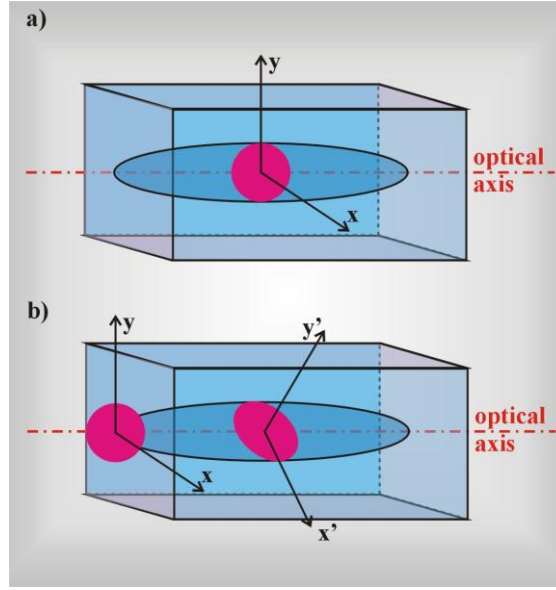 a)
y
optical
axis
x
b)
y
y'
optical
axis
x
x'